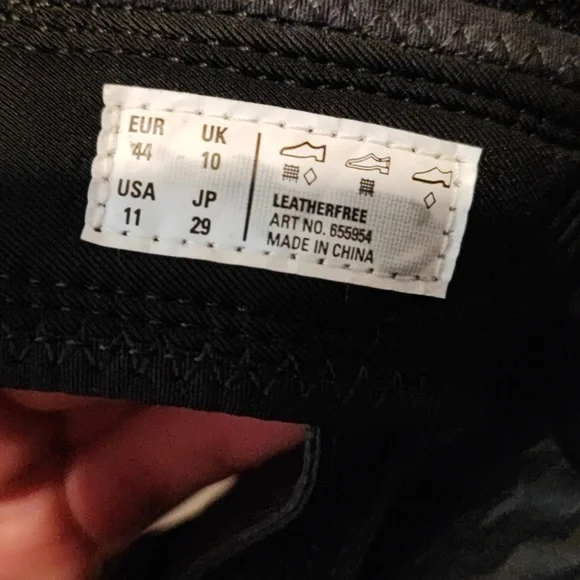 EUR UK
44 10
USA JP
11 29
LEATHERFREE
ART NO. 655954
MADE IN CHINA